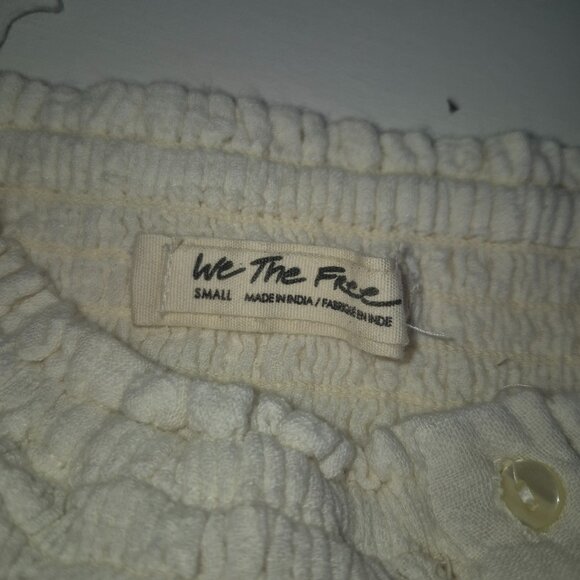 We The Free
SMALL MADE IN INDIA / FABRIQUÉ EN INDE